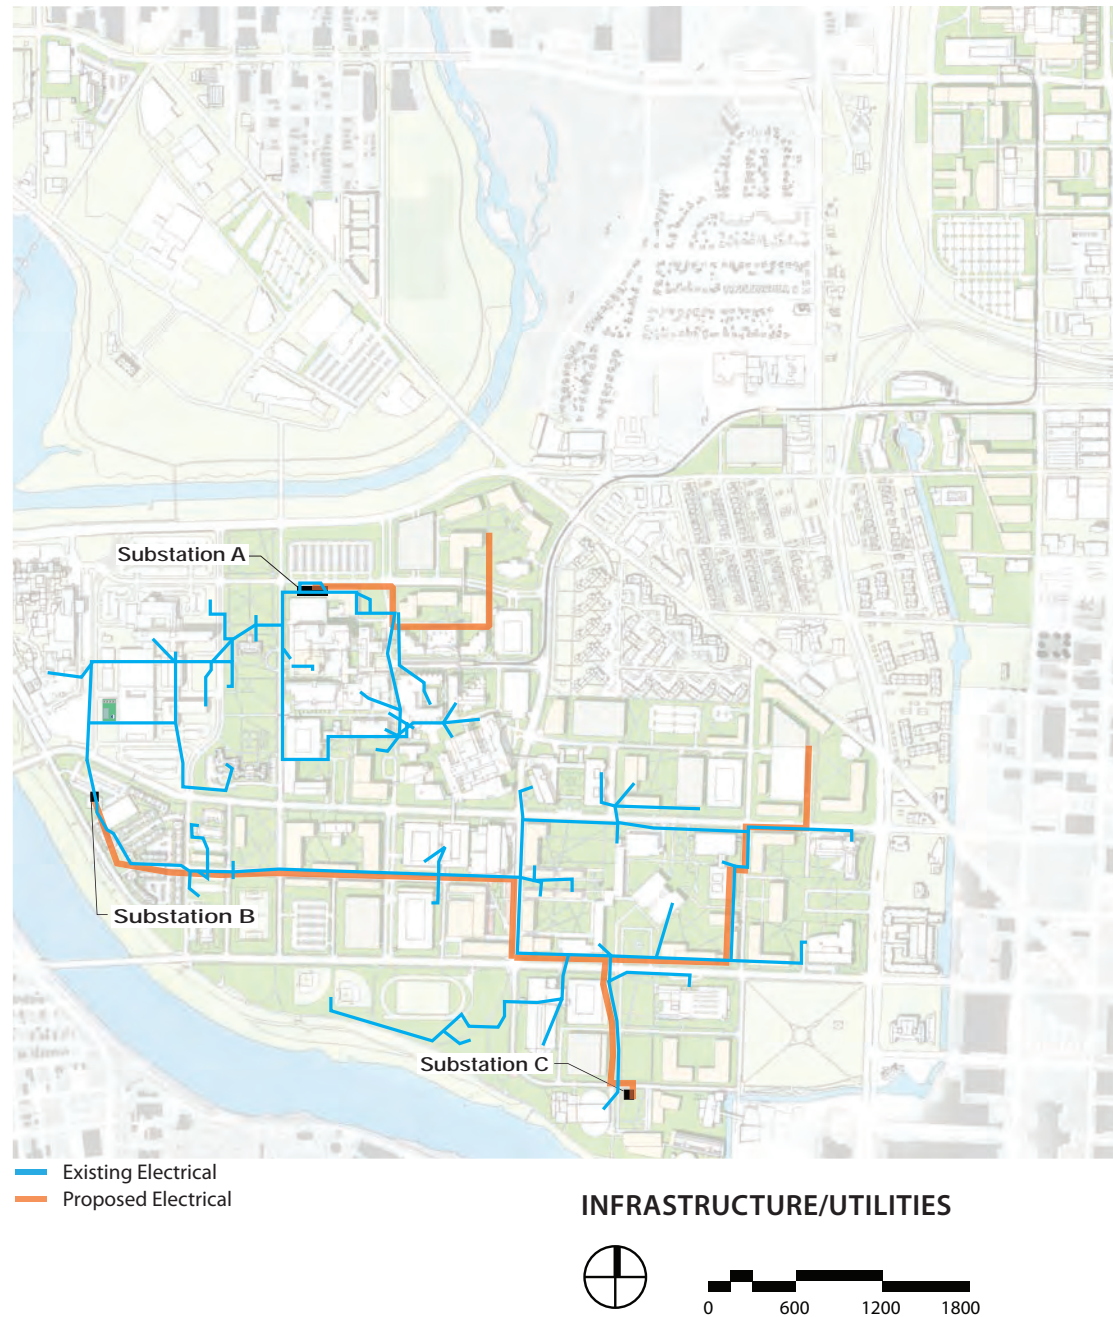 Substation A
Substation B
Substation C
Existing Electrical
Proposed Electrical
INFRASTRUCTURE/UTILITIES
0 600 1200 1800